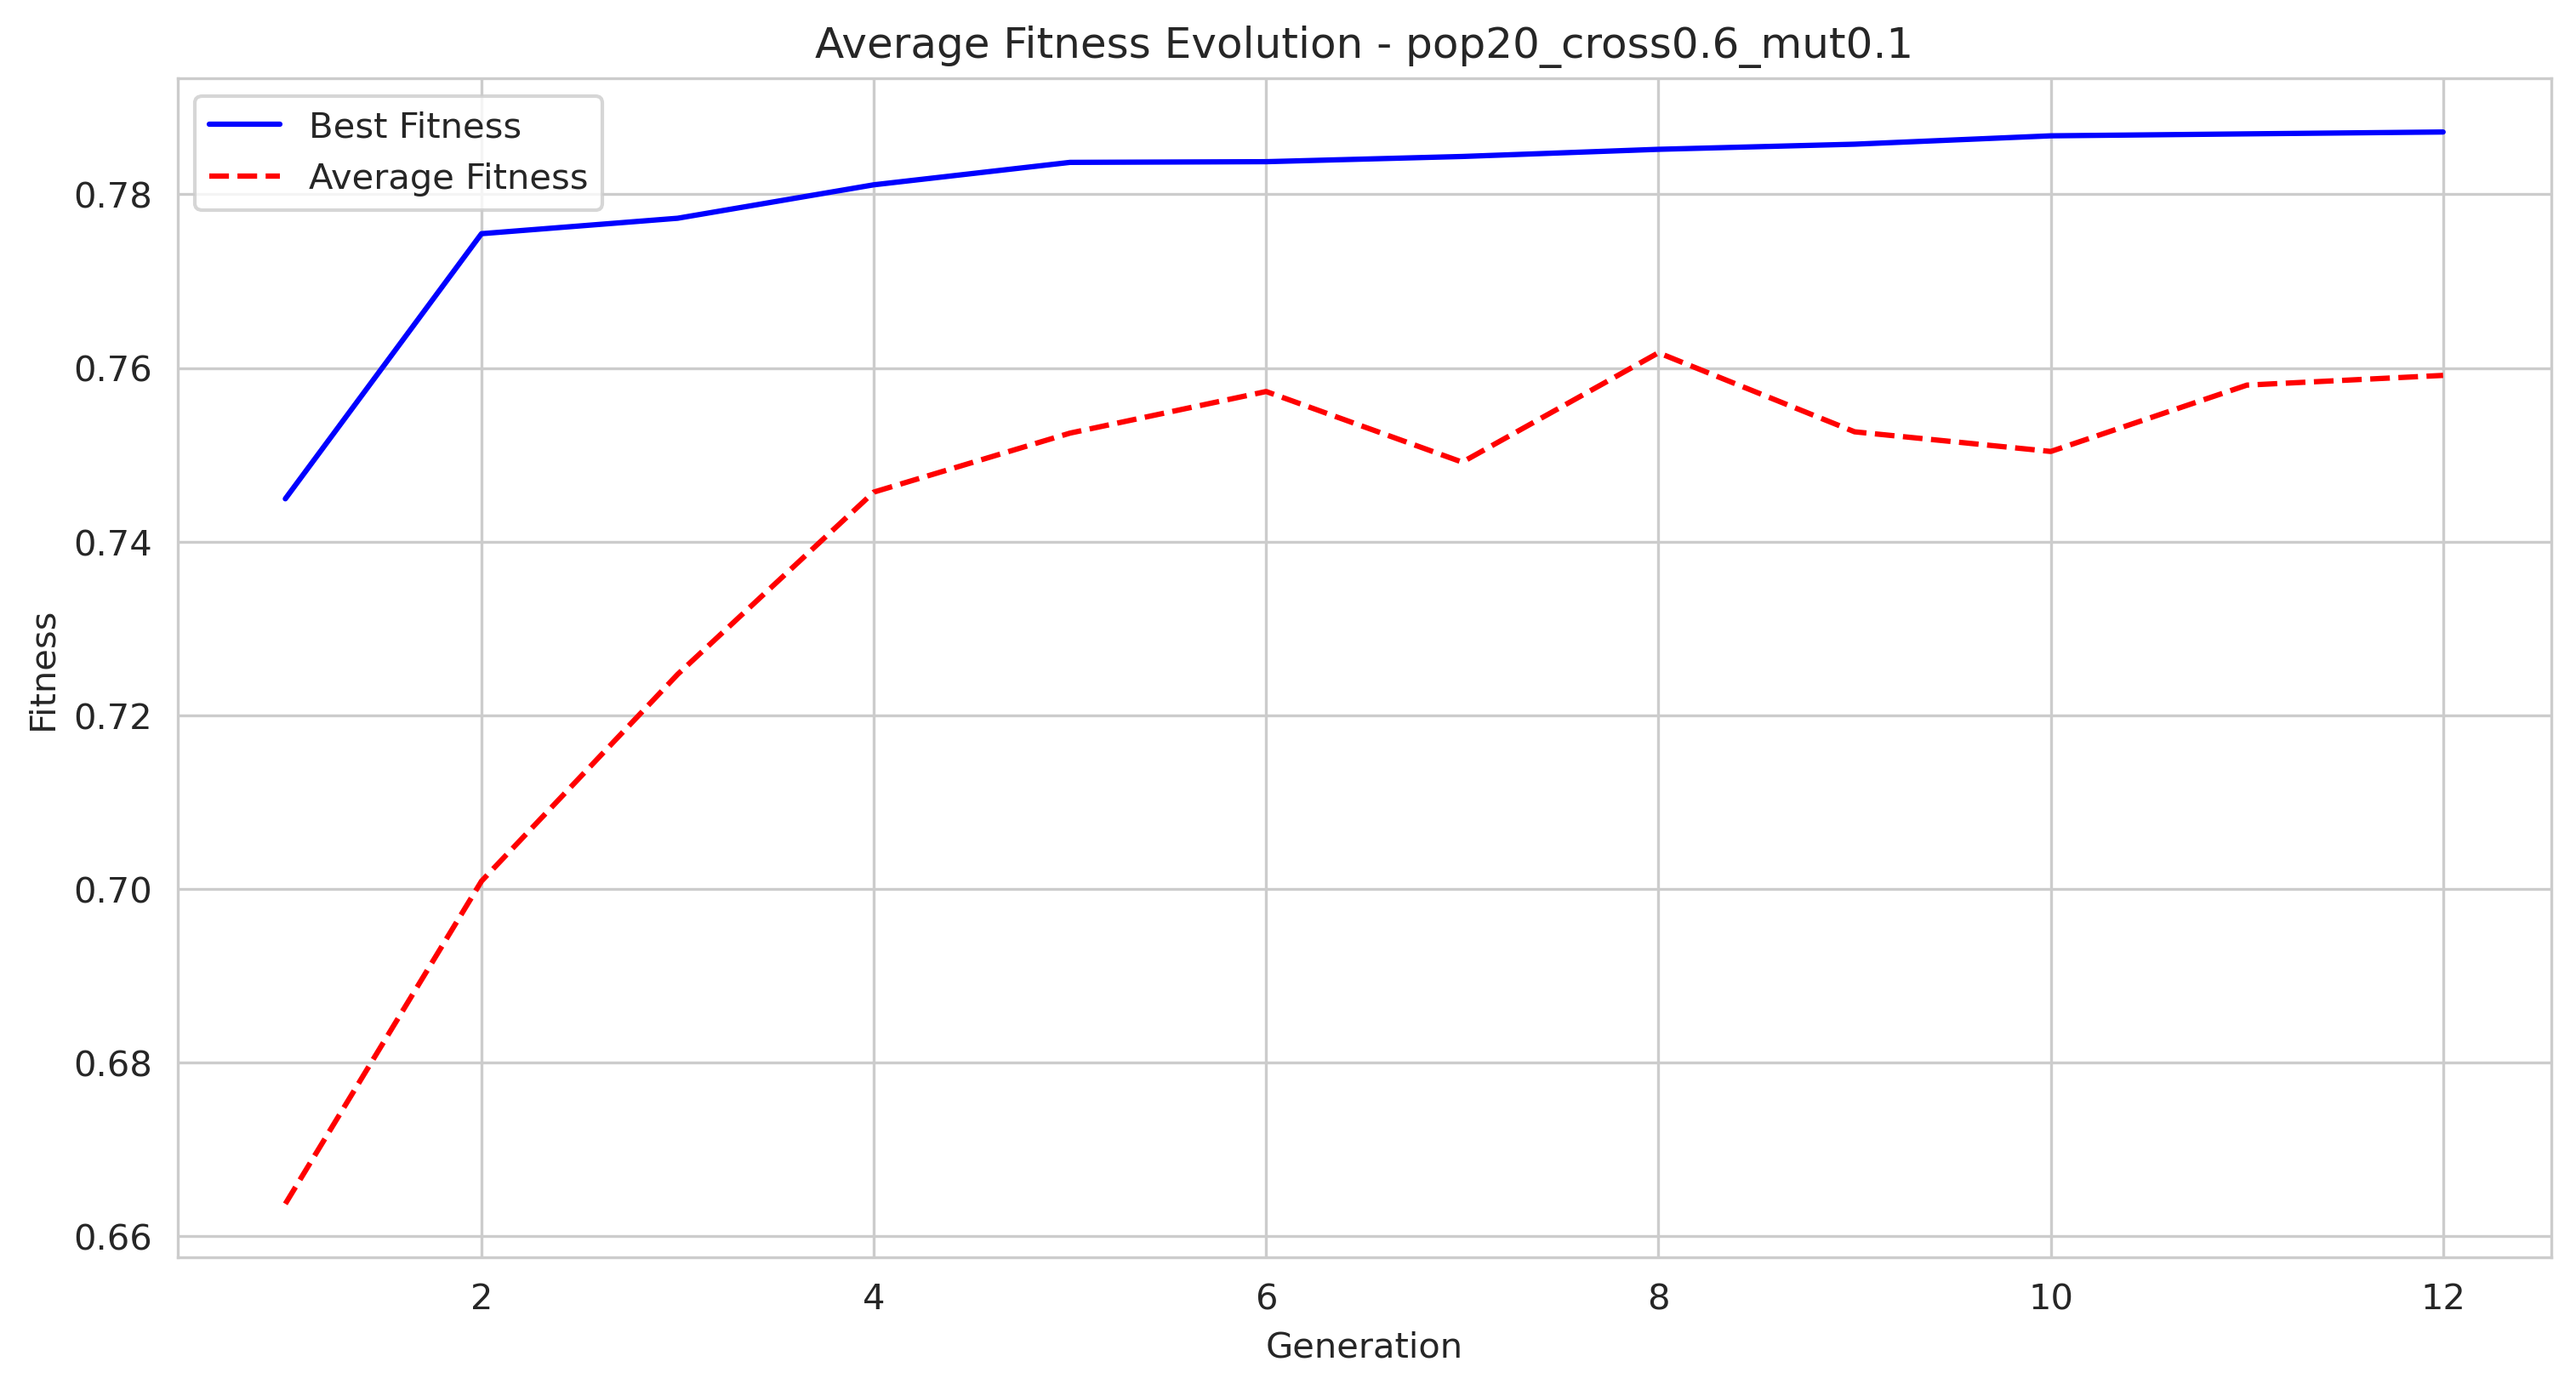 Average Fitness Evolution - pop20_cross0.6_mut0.1
Best Fitness
Average Fitness
0.78
0.76
0.74
0.72
0.70
0.68
0.66
Fitness
2 4 6 8 10 12
Generation